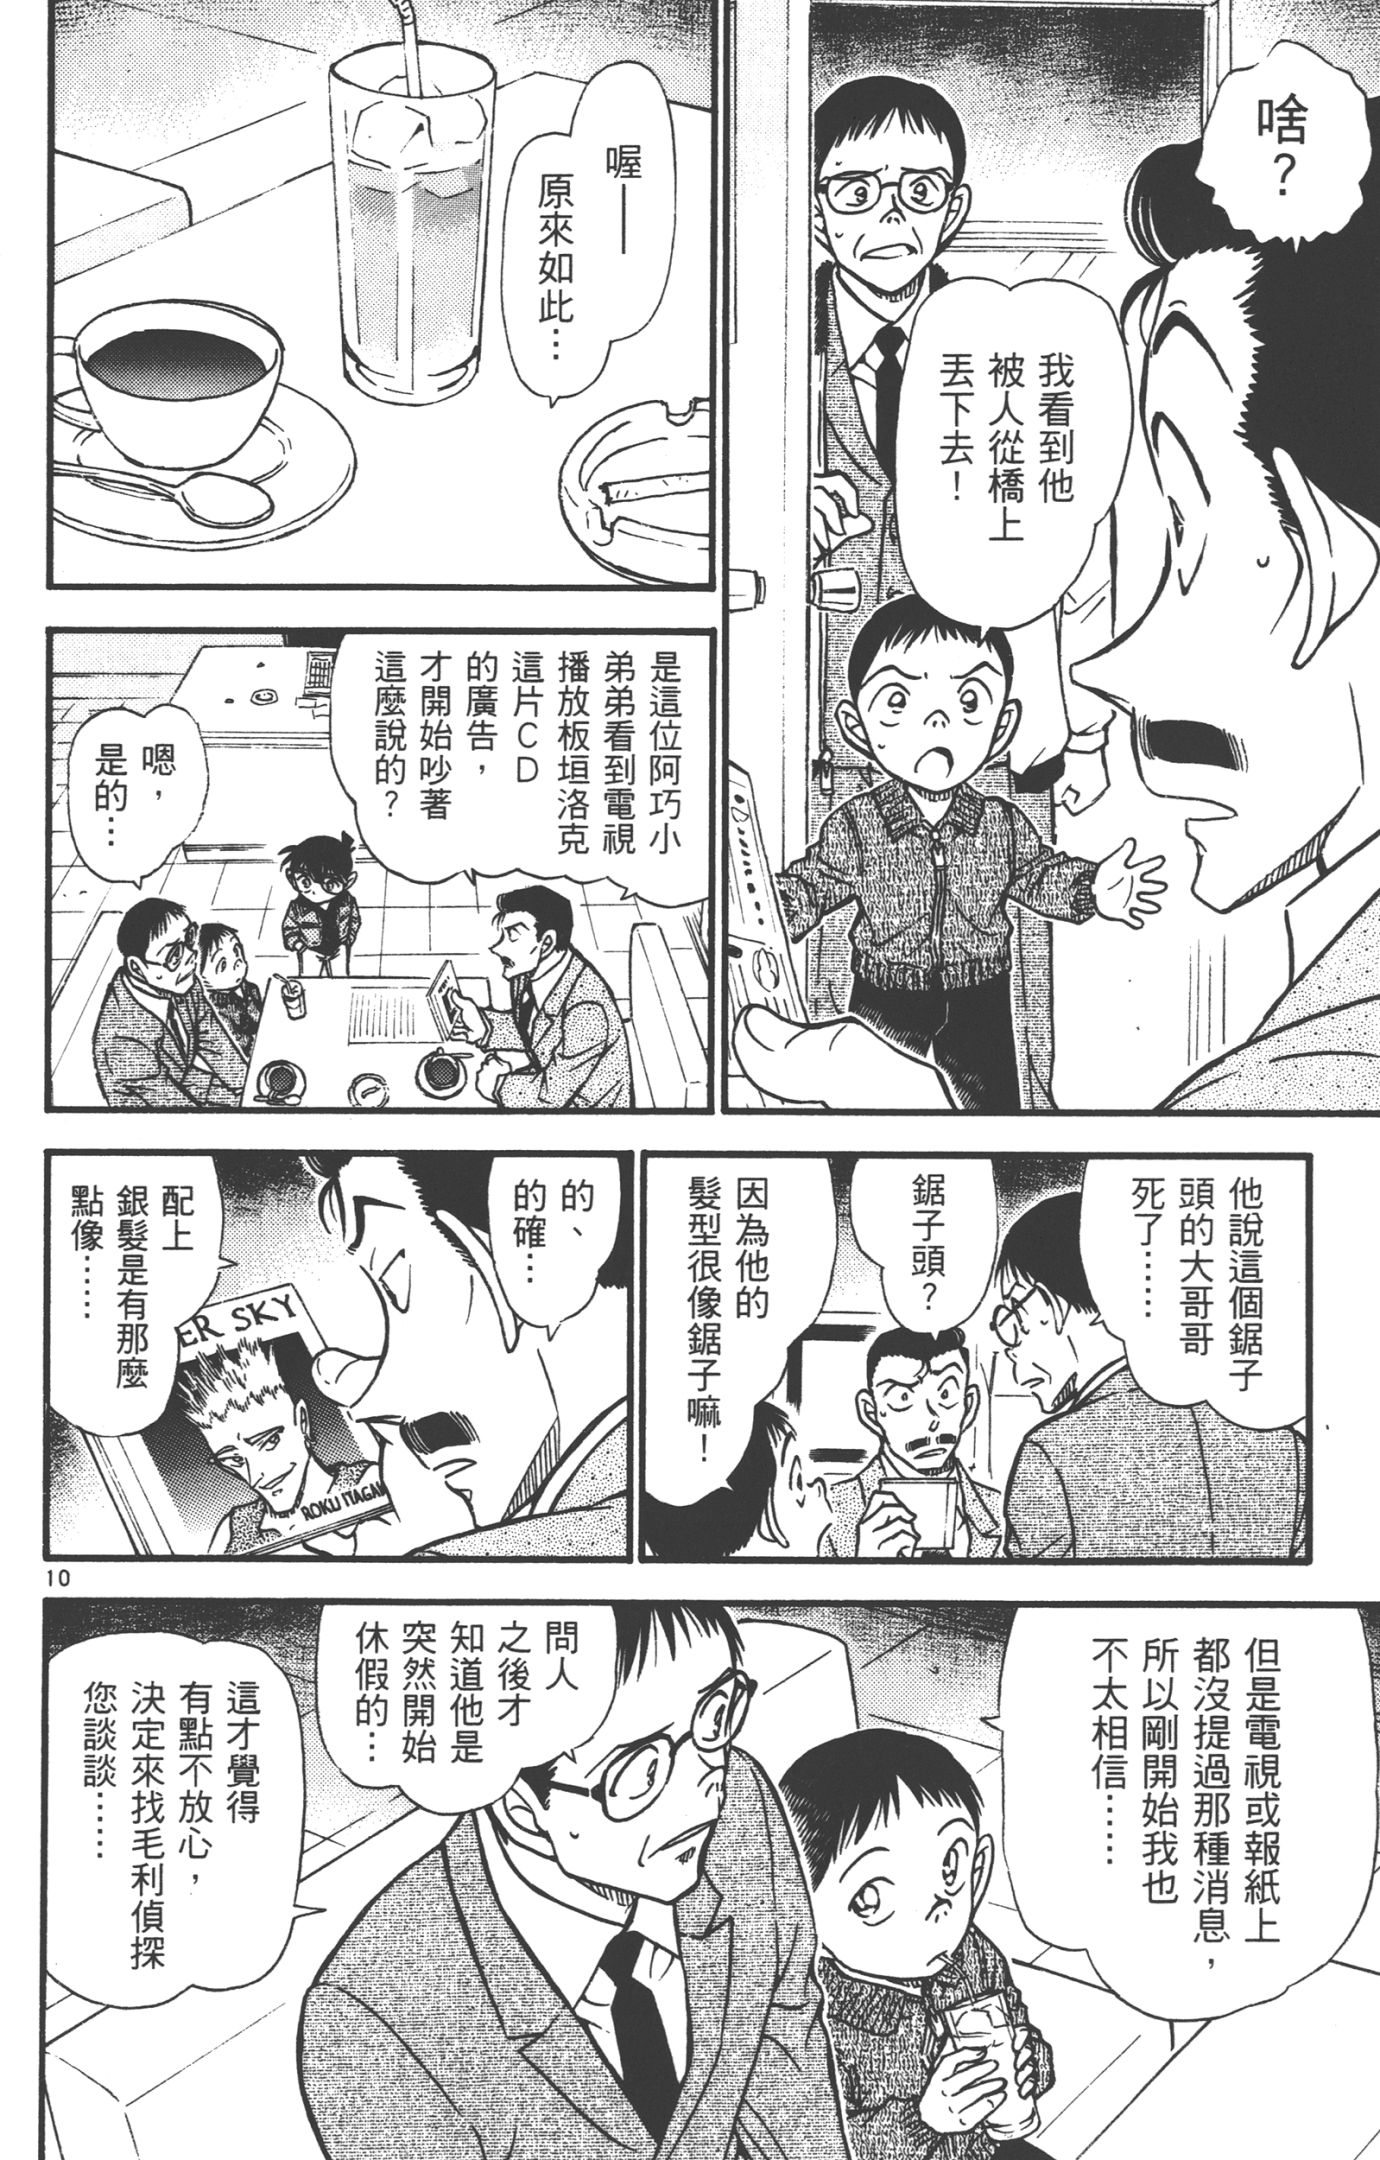 啥?
我看到他
被人從橋上
丟下去!
喔——
原來如此…
是這位阿巧小
弟弟看到電視
播放板垣洛克
這片CD
的廣告,
才開始吵著
這麼說的?
嗯,
是的…
他說這個鋸子
頭的大哥哥
死了……
鋸子頭?
因為他的
髮型很像鋸子嘛!
的、
的確…
配上
銀髮是有那麼
點像……
ER SKY
ROKU ITAGA
10
但是電視或報紙上
都沒提過那種消息,
所以剛開始我也
不太相信……
問人
之後才
知道他是
突然開始
休假的…
這才覺得
有點不放心,
決定來找毛利偵探
您談談……